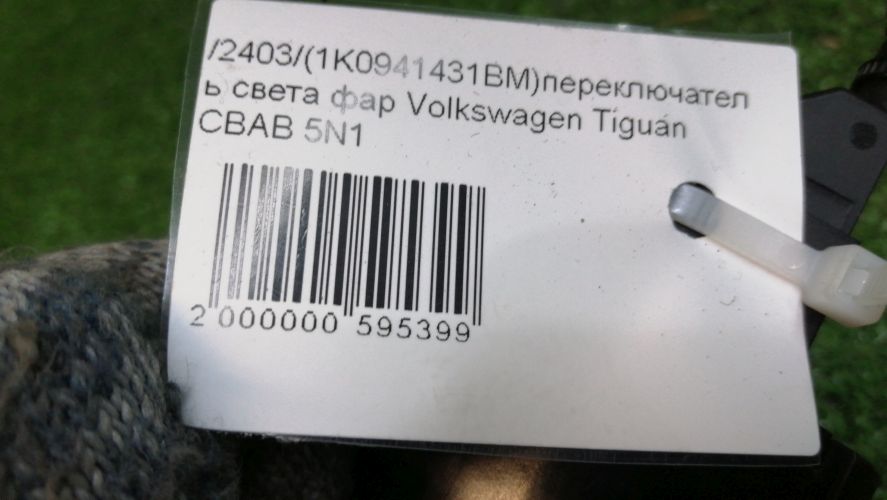 /2403/(1K0941431BM)переключател
ь света фар Volkswagen Tiguan
CBAB 5N1
2 000000 595399